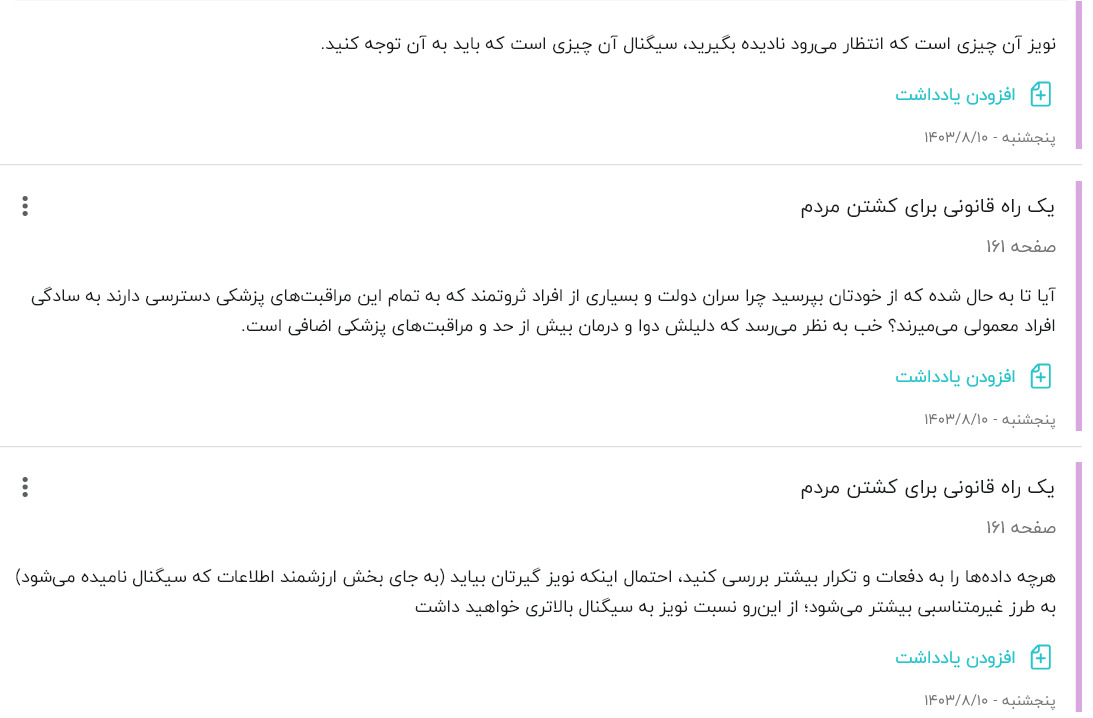 نویز آن چیزی است که انتظار می‌رود نادیده بگیرید، سیگنال آن چیزی است که باید به آن توجه کنید.
افزودن یادداشت
پنجشنبه - ۱۴۰۳/۸/۱۰
یک راه قانونی برای کشتن مردم
صفحه ۱۶۱
آیا تا به حال شده که از خودتان بپرسید چرا سران دولت و بسیاری از افراد ثروتمند که به تمام این مراقبت‌های پزشکی دسترسی دارند به سادگی
افراد معمولی می‌میرند؟ خب به نظر می‌رسد که دلیلش دوا و درمان بیش از حد و مراقبت‌های پزشکی اضافی است.
افزودن یادداشت
پنجشنبه - ۱۴۰۳/۸/۱۰
یک راه قانونی برای کشتن مردم
صفحه ۱۶۱
هرچه داده‌ها را به دفعات و تکرار بیشتر بررسی کنید، احتمال اینکه نویز گیرتان بیاید (به جای بخش ارزشمند اطلاعات که سیگنال نامیده می‌شود)
به طرز غیرمتناسبی بیشتر می‌شود؛ از این‌رو نسبت نویز به سیگنال بالاتری خواهید داشت
افزودن یادداشت
پنجشنبه - ۱۴۰۳/۸/۱۰